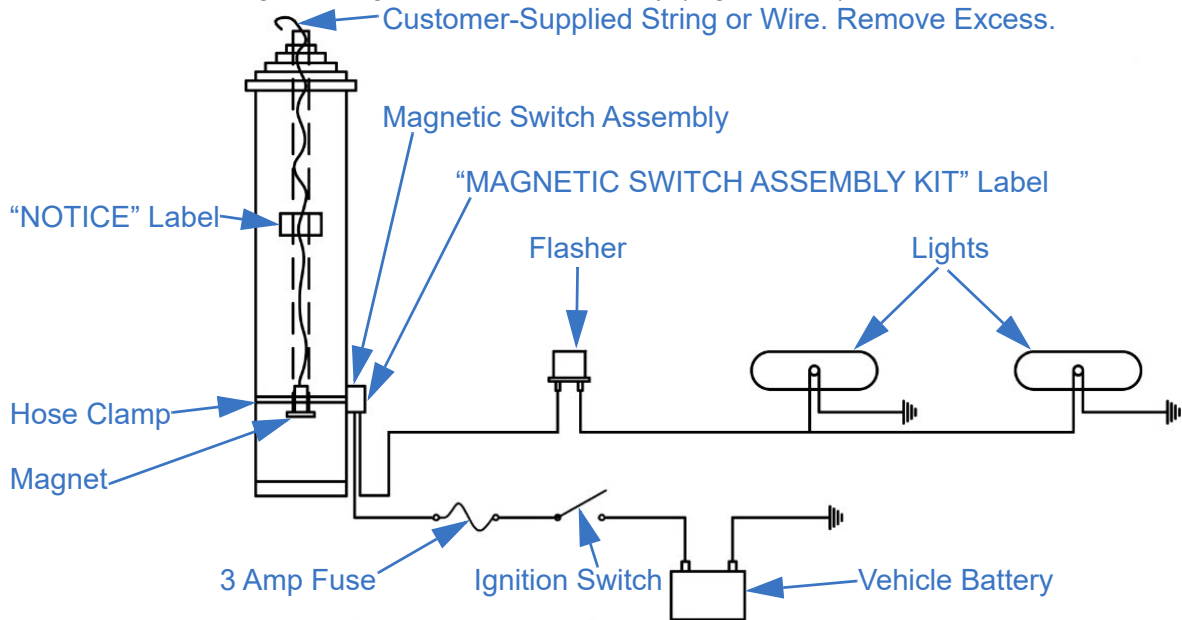 Customer-Supplied String or Wire. Remove Excess.
Magnetic Switch Assembly
“MAGNETIC SWITCH ASSEMBLY KIT” Label
“NOTICE” Label
Flasher
Lights
Hose Clamp
Magnet
3 Amp Fuse
Ignition Switch
Vehicle Battery